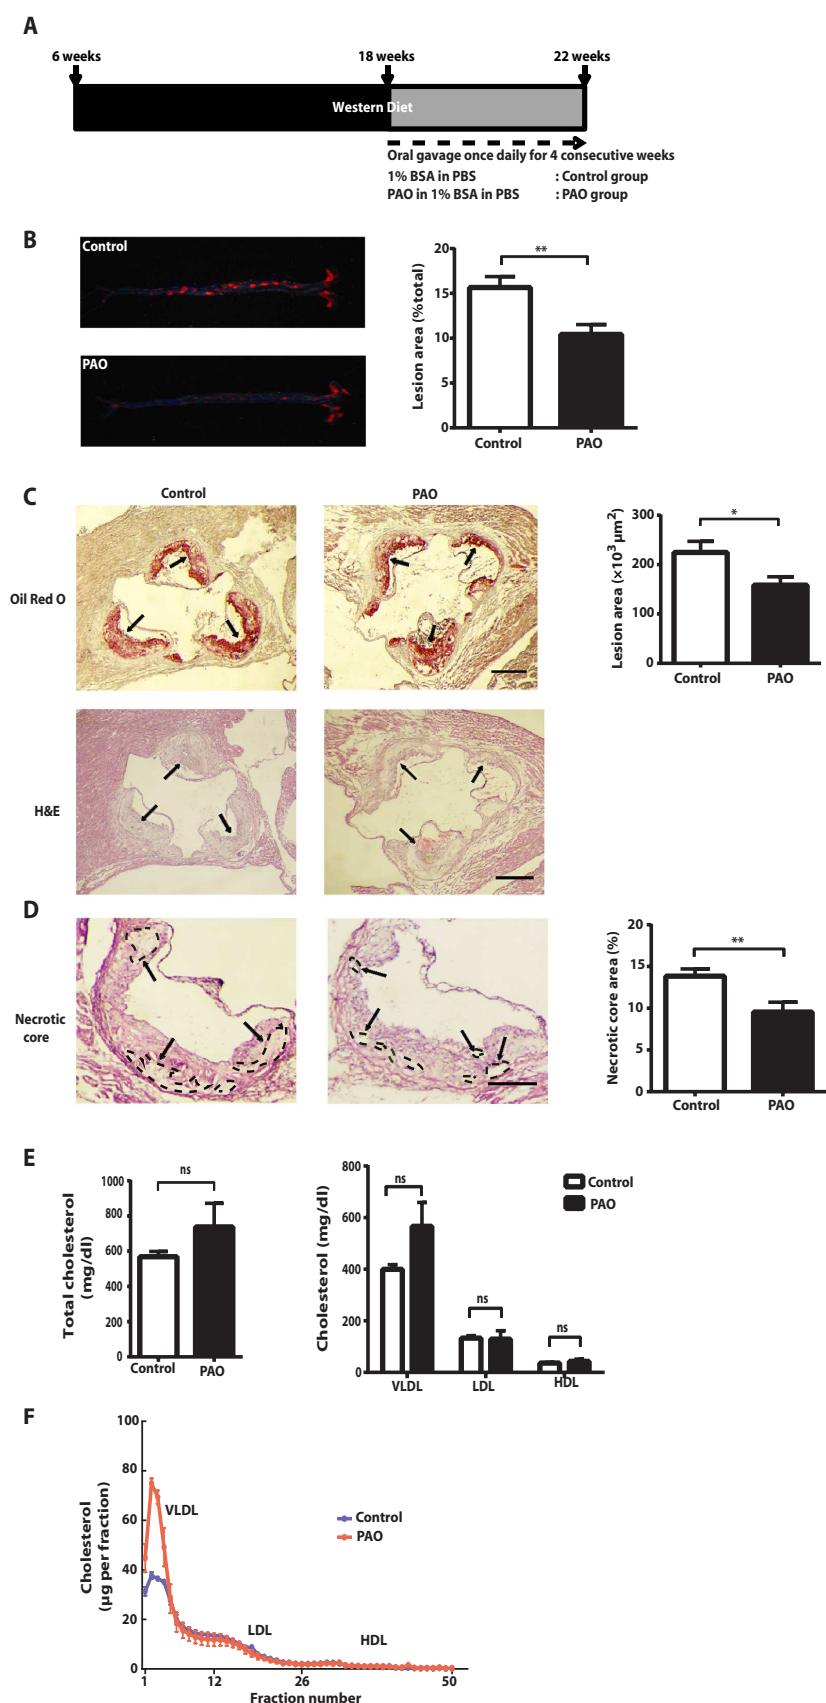 A
6 weeks 18 weeks 22 weeks
Western Diet
Oral gavage once daily for 4 consecutive weeks
1% BSA in PBS : Control group
PAO in 1% BSA in PBS : PAO group
B
Control
PAO
Lesion area (%total)
20
15
10
5
0
**
Control PAO
C
Control PAO
Oil Red O
H&E
Lesion area (×10³ μm²)
300
200
100
0
*
Control PAO
D
Necrotic
core
Necrotic core area (%)
20
15
10
5
0
**
Control PAO
E
Total cholesterol
(mg/dl)
1000
800
600
400
200
0
ns
Control PAO
Cholesterol (mg/dl)
800
600
400
200
0
ns
ns
ns
VLDL LDL HDL
Control
PAO
F
Cholesterol
(μg per fraction)
100
80
60
40
20
0
VLDL
LDL
HDL
Control
PAO
1 12 26 50
Fraction number